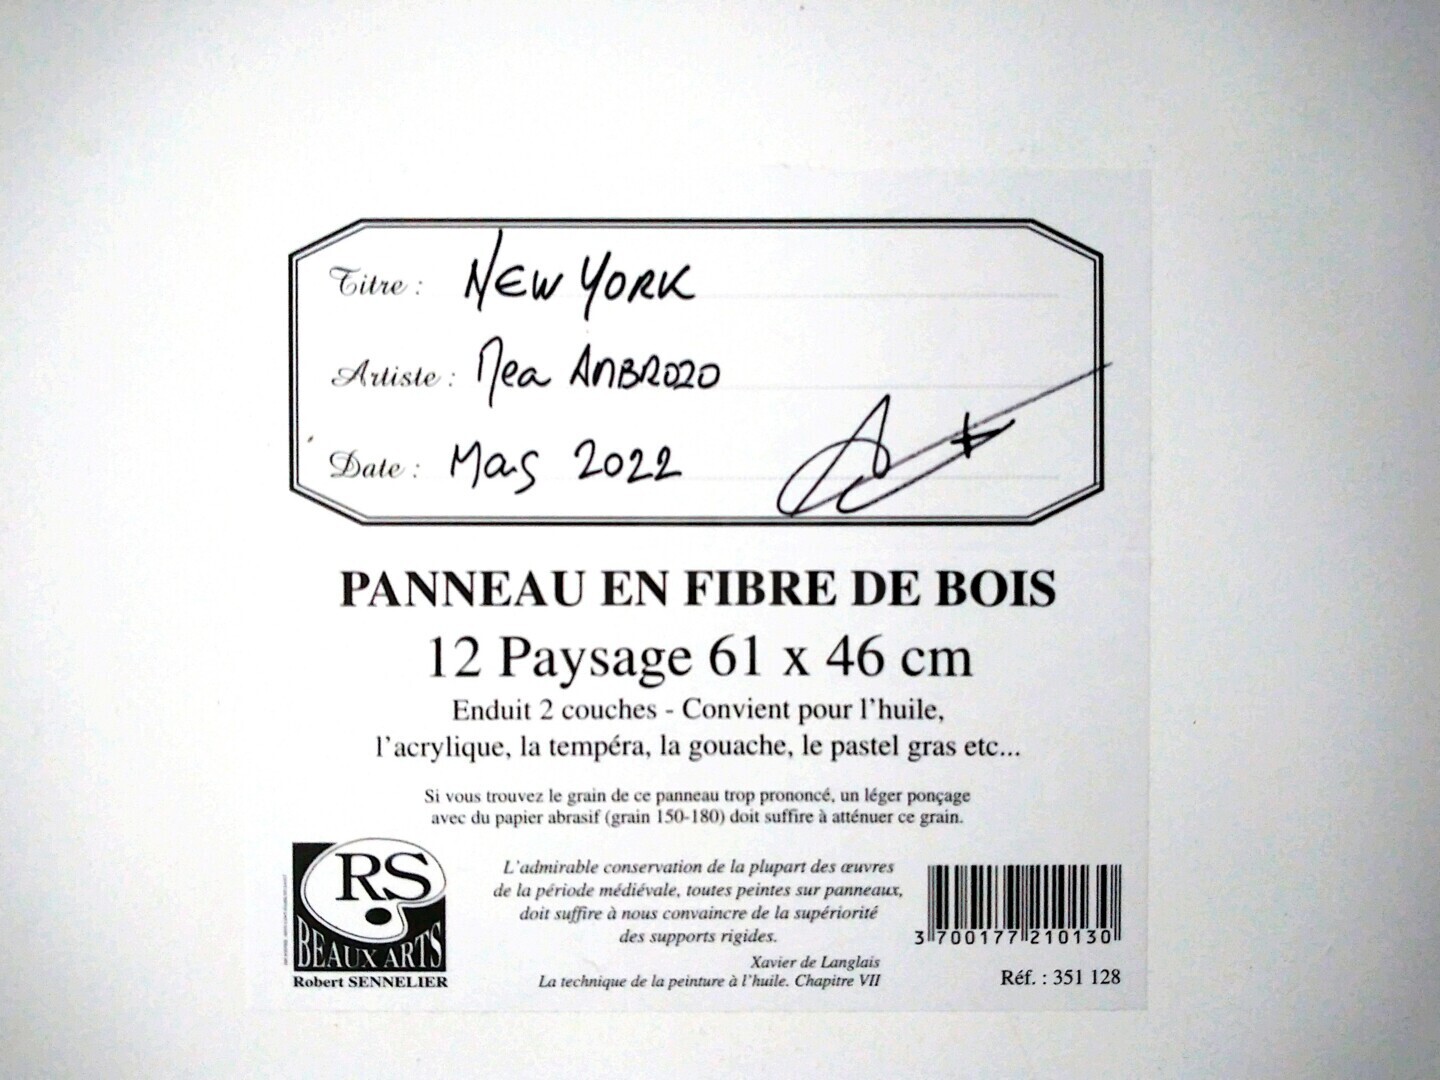 Titre : NEW YORK
Artiste : Mea AMBROZO
Date : Mars 2022
PANNEAU EN FIBRE DE BOIS
12 Paysage 61 x 46 cm
Enduit 2 couches - Convient pour l'huile,
l'acrylique, la tempéra, la gouache, le pastel gras etc...
Si vous trouvez le grain de ce panneau trop prononcé, un léger ponçage
avec du papier abrasif (grain 150-180) doit suffire à atténuer ce grain.
RS
BEAUX ARTS
Robert SENNELIER
L'admirable conservation de la plupart des œuvres
de la période médiévale, toutes peintes sur panneaux,
doit suffire à nous convaincre de la supériorité
des supports rigides.
Xavier de Langlais
La technique de la peinture à l'huile. Chapitre VII
3 700177 210130
Réf. : 351 128